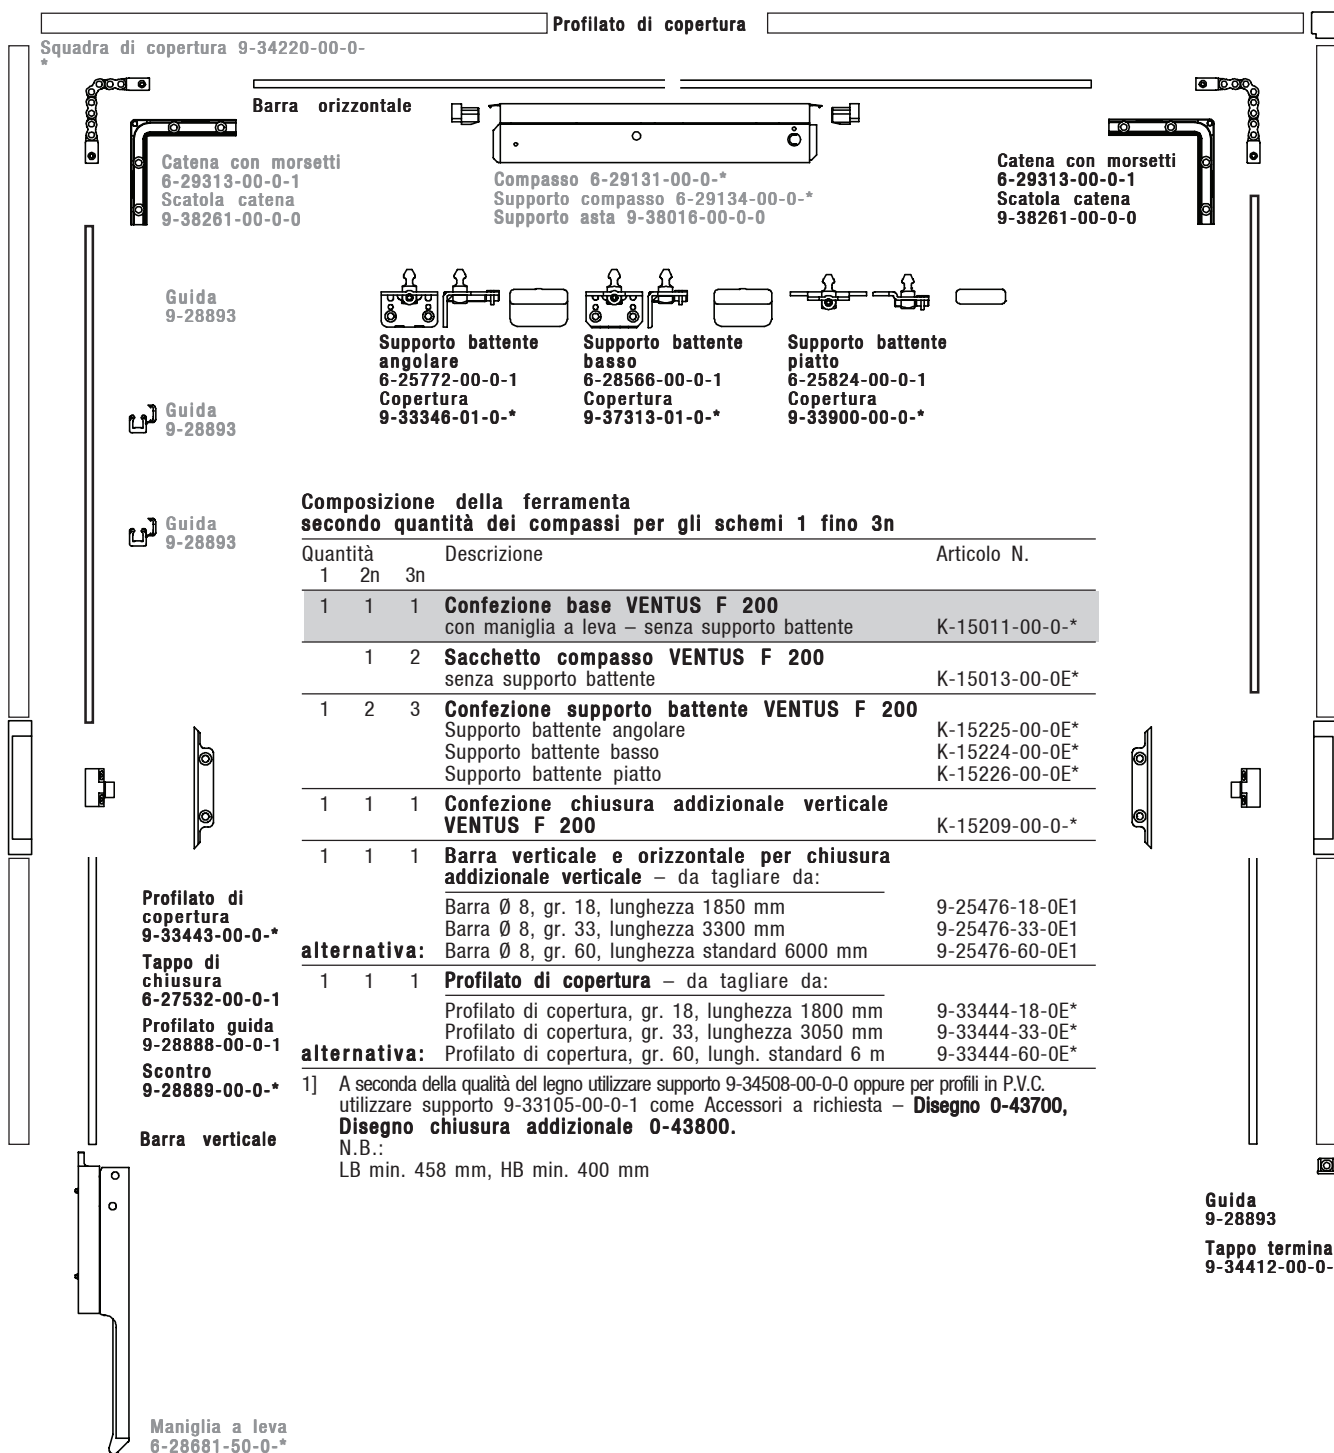 Profilato di copertura
Squadra di copertura 9-34220-00-0-
*
Barra orizzontale
Catena con morsetti
6-29313-00-0-1
Scatola catena
9-38261-00-0-0
Compasso 6-29131-00-0-*
Supporto compasso 6-29134-00-0-*
Supporto asta 9-38016-00-0-0
Catena con morsetti
6-29313-00-0-1
Scatola catena
9-38261-00-0-0
Guida
9-28893
Supporto battente
angolare
6-25772-00-0-1
Copertura
9-33346-01-0-*
Supporto battente
basso
6-28566-00-0-1
Copertura
9-37313-01-0-*
Supporto battente
piatto
6-25824-00-0-1
Copertura
9-33900-00-0-*
Guida
9-28893
Guida
9-28893
Composizione della ferramenta
secondo quantità dei compassi per gli schemi 1 fino 3n
Quantità Descrizione Articolo N.
1 2n 3n
1 1 1 Confezione base VENTUS F 200
con maniglia a leva – senza supporto battente K-15011-00-0-*
1 2 Sacchetto compasso VENTUS F 200
senza supporto battente K-15013-00-0E*
1 2 3 Confezione supporto battente VENTUS F 200
Supporto battente angolare K-15225-00-0E*
Supporto battente basso K-15224-00-0E*
Supporto battente piatto K-15226-00-0E*
1 1 1 Confezione chiusura addizionale verticale
VENTUS F 200 K-15209-00-0-*
1 1 1 Barra verticale e orizzontale per chiusura
addizionale verticale – da tagliare da:
Barra Ø 8, gr. 18, lunghezza 1850 mm 9-25476-18-0E1
Barra Ø 8, gr. 33, lunghezza 3300 mm 9-25476-33-0E1
alternativa: Barra Ø 8, gr. 60, lunghezza standard 6000 mm 9-25476-60-0E1
1 1 1 Profilato di copertura – da tagliare da:
Profilato di copertura, gr. 18, lunghezza 1800 mm 9-33444-18-0E*
Profilato di copertura, gr. 33, lunghezza 3050 mm 9-33444-33-0E*
alternativa: Profilato di copertura, gr. 60, lungh. standard 6 m 9-33444-60-0E*
1] A seconda della qualità del legno utilizzare supporto 9-34508-00-0-0 oppure per profili in P.V.C.
utilizzare supporto 9-33105-00-0-1 come Accessori a richiesta – Disegno 0-43700,
Disegno chiusura addizionale 0-43800.
N.B.:
LB min. 458 mm, HB min. 400 mm
Profilato di
copertura
9-33443-00-0-*
Tappo di
chiusura
6-27532-00-0-1
Profilato guida
9-28888-00-0-1
Scontro
9-28889-00-0-*
Barra verticale
Guida
9-28893
Tappo termina
9-34412-00-0-
Maniglia a leva
6-28681-50-0-*